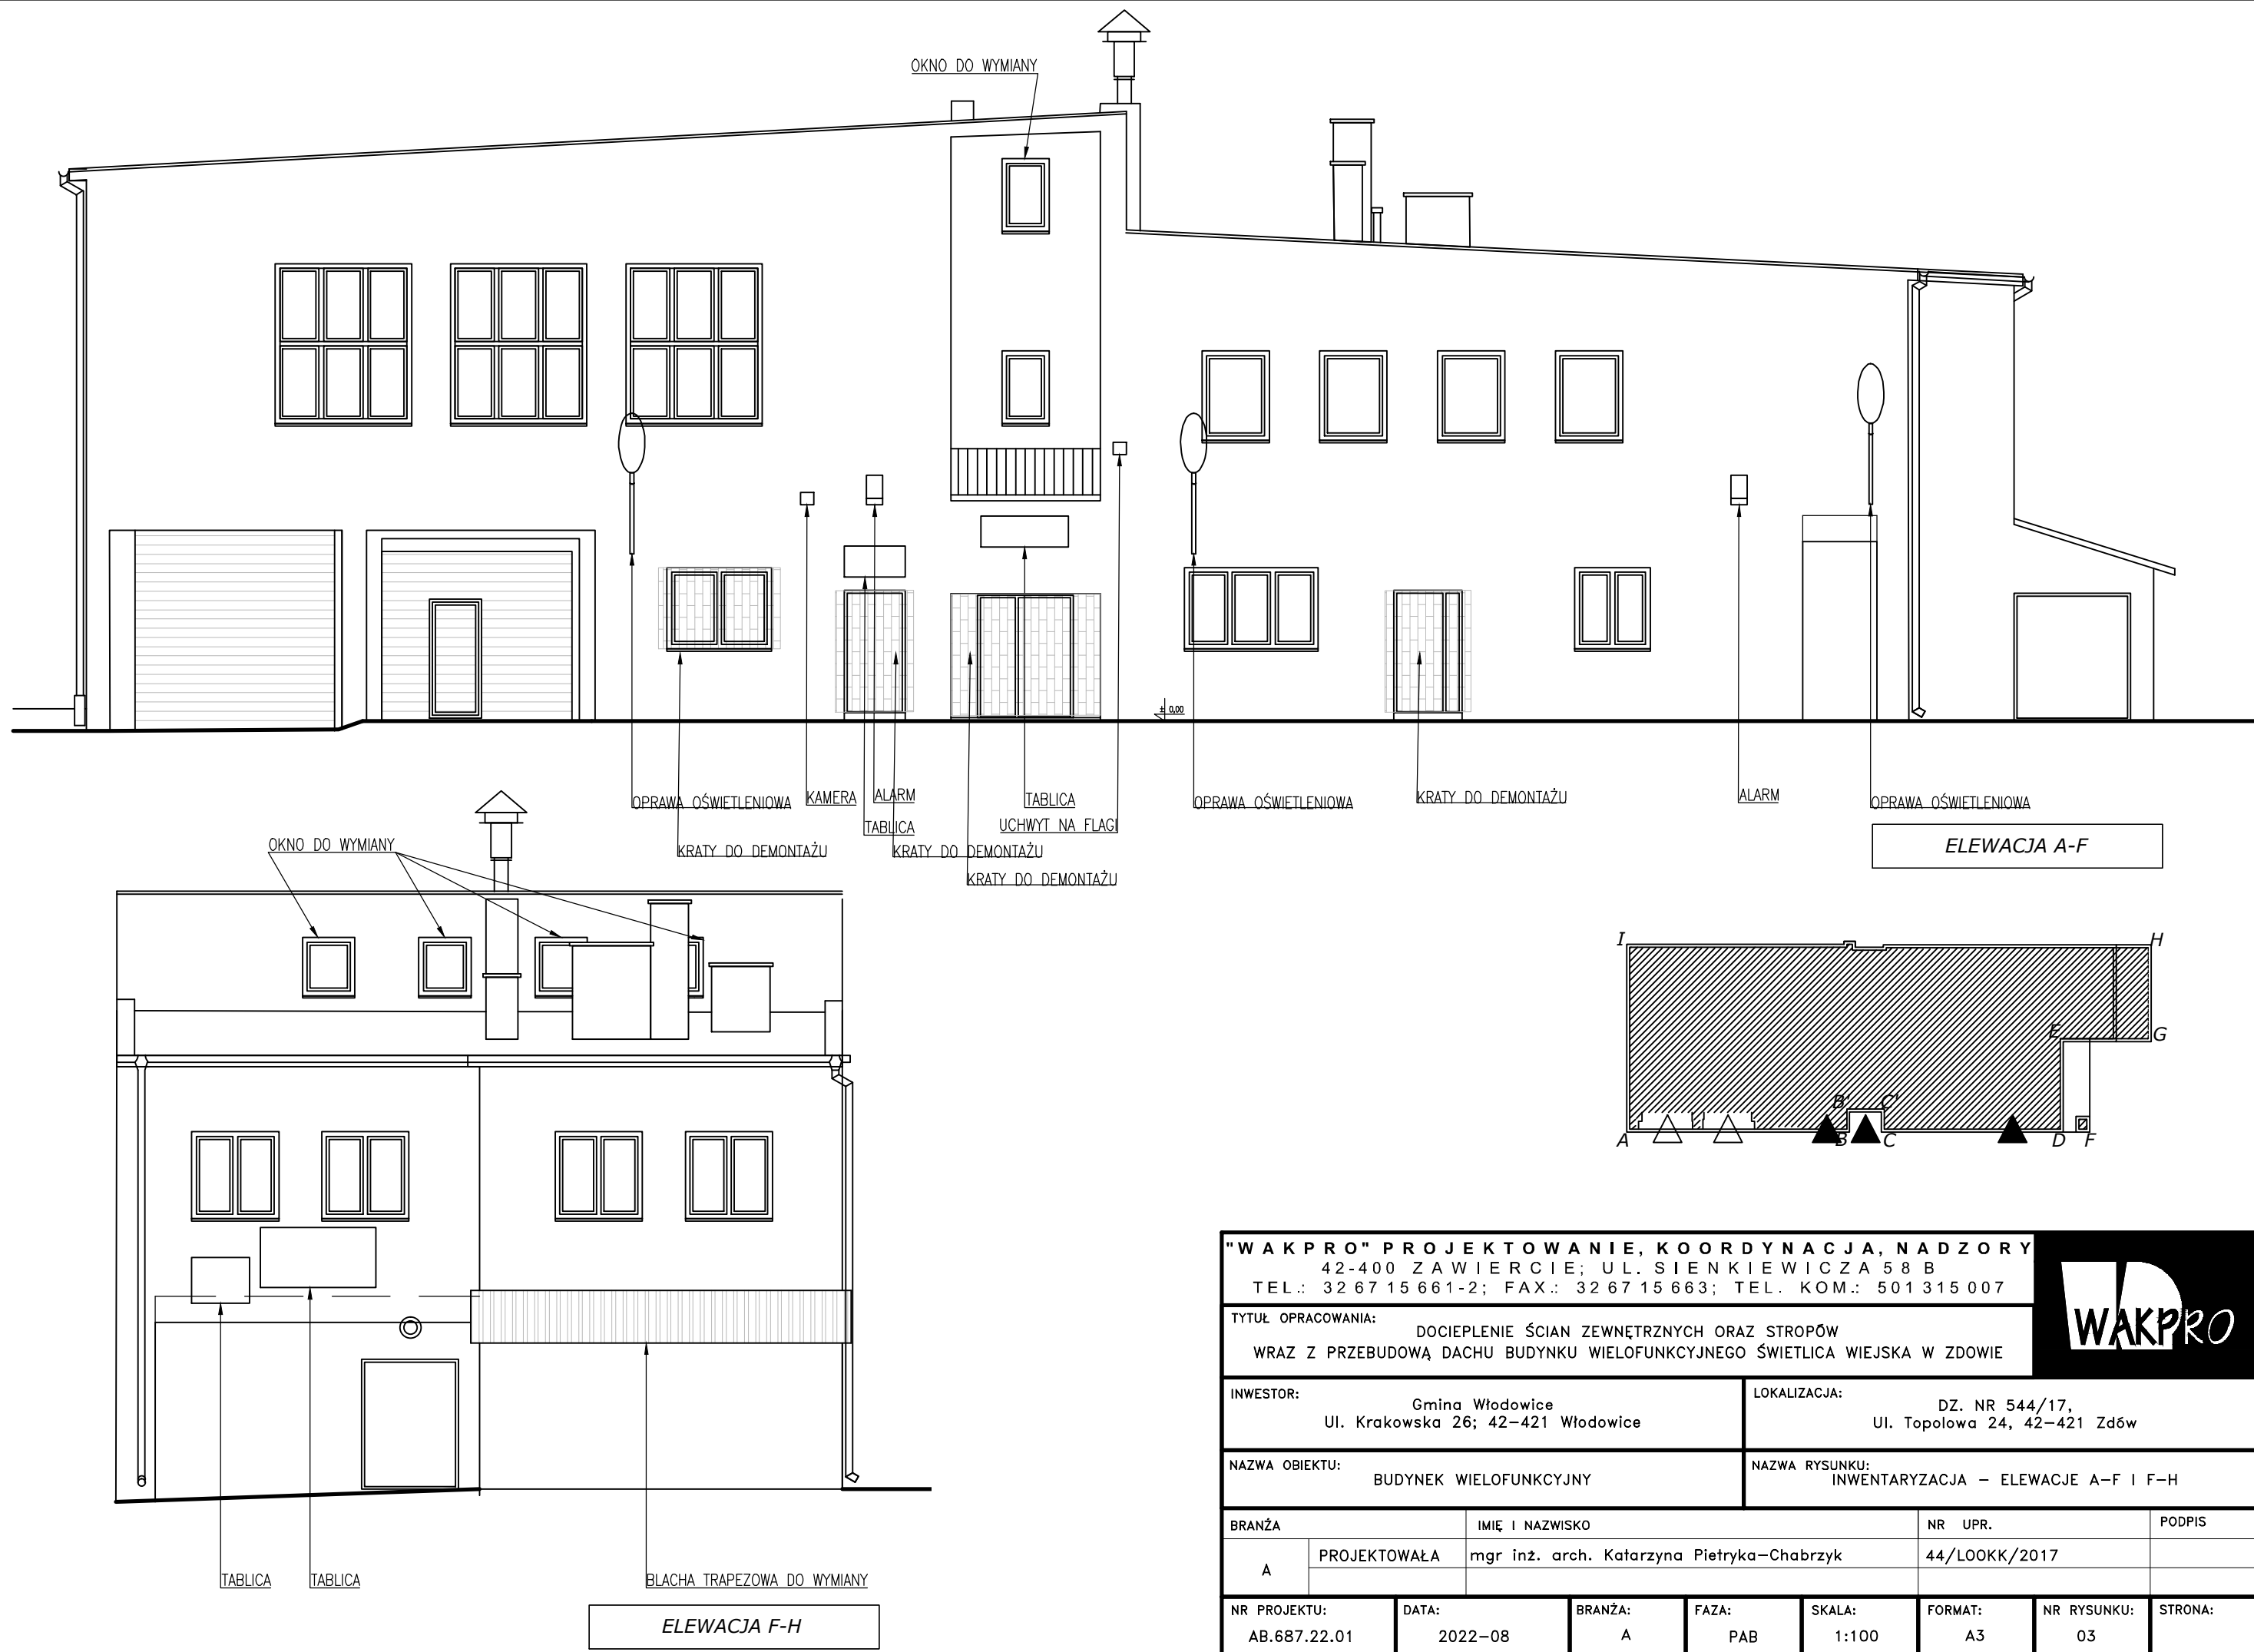 OKNO DO WYMIANY
± 0,00
OPRAWA OŚWIETLENIOWA
KAMERA
ALARM
TABLICA
OPRAWA OŚWIETLENIOWA
KRATY DO DEMONTAŻU
ALARM
OPRAWA OŚWIETLENIOWA
TABLICA
UCHWYT NA FLAGI
KRATY DO DEMONTAŻU
KRATY DO DEMONTAŻU
KRATY DO DEMONTAŻU
ELEWACJA A-F
OKNO DO WYMIANY
TABLICA
TABLICA
BLACHA TRAPEZOWA DO WYMIANY
ELEWACJA F-H
I
H
E
G
B'
C'
A
B
C
D
F
"WAKPRO" PROJEKTOWANIE, KOORDYNACJA, NADZORY
42-400 ZAWIERCIE; UL. SIENKIEWICZA 58 B
TEL.: 32 67 15 661-2; FAX.: 32 67 15 663; TEL. KOM.: 501 315 007
WAKPRO
TYTUŁ OPRACOWANIA:
DOCIEPLENIE ŚCIAN ZEWNĘTRZNYCH ORAZ STROPÓW
WRAZ Z PRZEBUDOWĄ DACHU BUDYNKU WIELOFUNKCYJNEGO ŚWIETLICA WIEJSKA W ZDOWIE
INWESTOR:
Gmina Włodowice
Ul. Krakowska 26; 42-421 Włodowice
LOKALIZACJA:
DZ. NR 544/17,
Ul. Topolowa 24, 42-421 Zdów
NAZWA OBIEKTU:
BUDYNEK WIELOFUNKCYJNY
NAZWA RYSUNKU:
INWENTARYZACJA - ELEWACJE A-F I F-H
BRANŻA
IMIĘ I NAZWISKO
NR UPR.
PODPIS
A
PROJEKTOWAŁA
mgr inż. arch. Katarzyna Pietryka-Chabrzyk
44/LOOKK/2017
NR PROJEKTU:
AB.687.22.01
DATA:
2022-08
BRANŻA:
A
FAZA:
PAB
SKALA:
1:100
FORMAT:
A3
NR RYSUNKU:
03
STRONA: